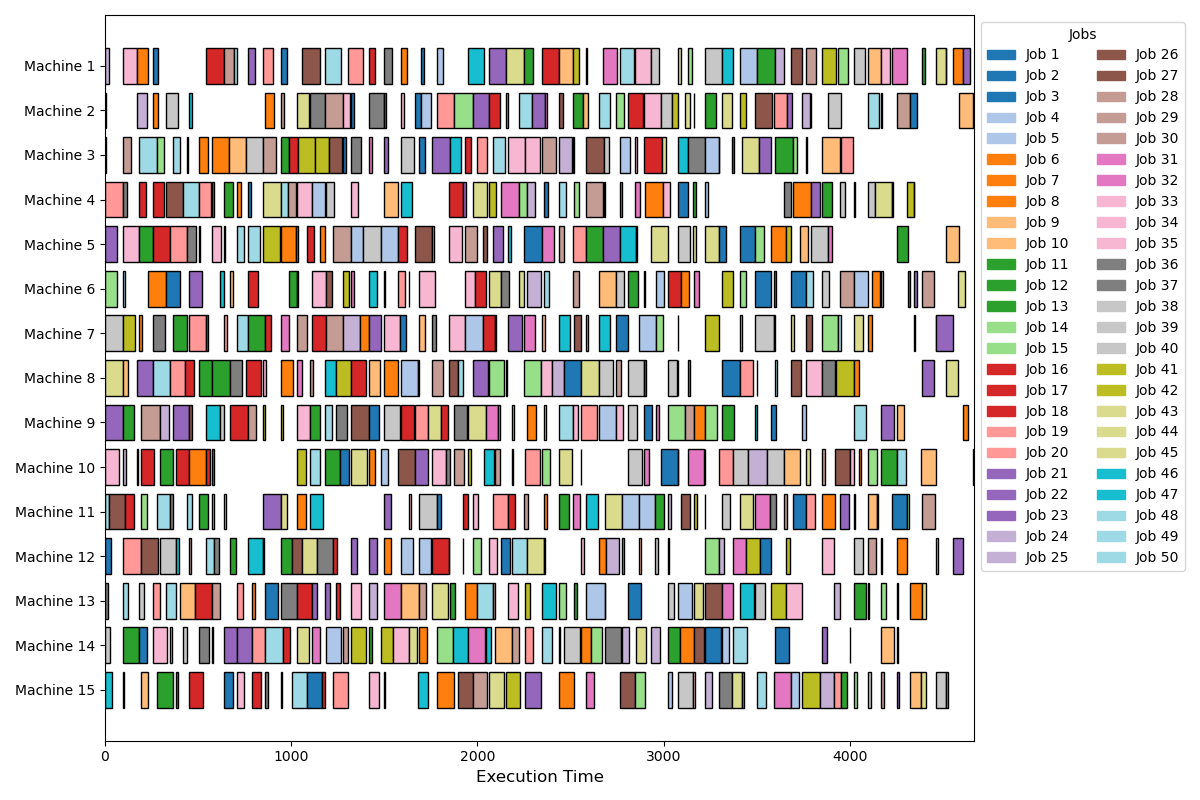 Machine 1
Machine 2
Machine 3
Machine 4
Machine 5
Machine 6
Machine 7
Machine 8
Machine 9
Machine 10
Machine 11
Machine 12
Machine 13
Machine 14
Machine 15
0 1000 2000 3000 4000
Execution Time
Jobs
Job 1
Job 2
Job 3
Job 4
Job 5
Job 6
Job 7
Job 8
Job 9
Job 10
Job 11
Job 12
Job 13
Job 14
Job 15
Job 16
Job 17
Job 18
Job 19
Job 20
Job 21
Job 22
Job 23
Job 24
Job 25
Job 26
Job 27
Job 28
Job 29
Job 30
Job 31
Job 32
Job 33
Job 34
Job 35
Job 36
Job 37
Job 38
Job 39
Job 40
Job 41
Job 42
Job 43
Job 44
Job 45
Job 46
Job 47
Job 48
Job 49
Job 50